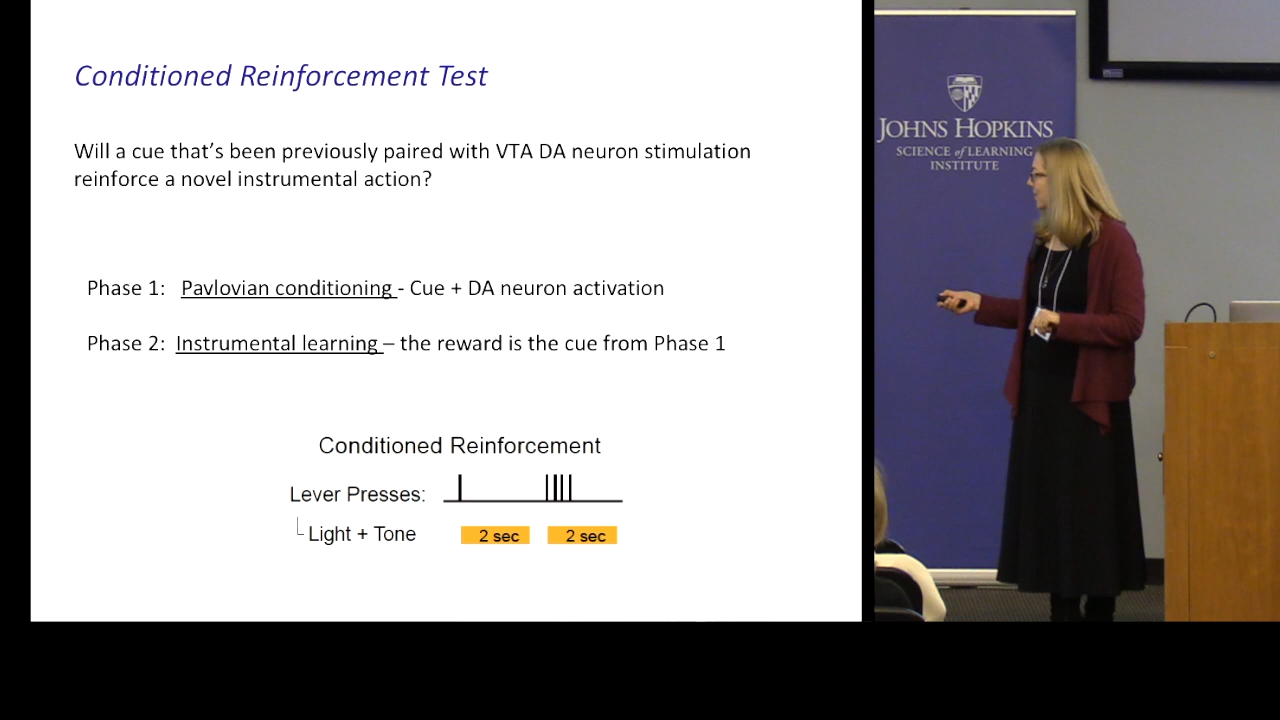 Conditioned Reinforcement Test
Will a cue that’s been previously paired with VTA DA neuron stimulation
reinforce a novel instrumental action?
Phase 1: Pavlovian conditioning - Cue + DA neuron activation
Phase 2: Instrumental learning – the reward is the cue from Phase 1
Conditioned Reinforcement
Lever Presses:
Light + Tone 2 sec 2 sec
JOHNS HOPKINS
SCIENCE of LEARNING
INSTITUTE